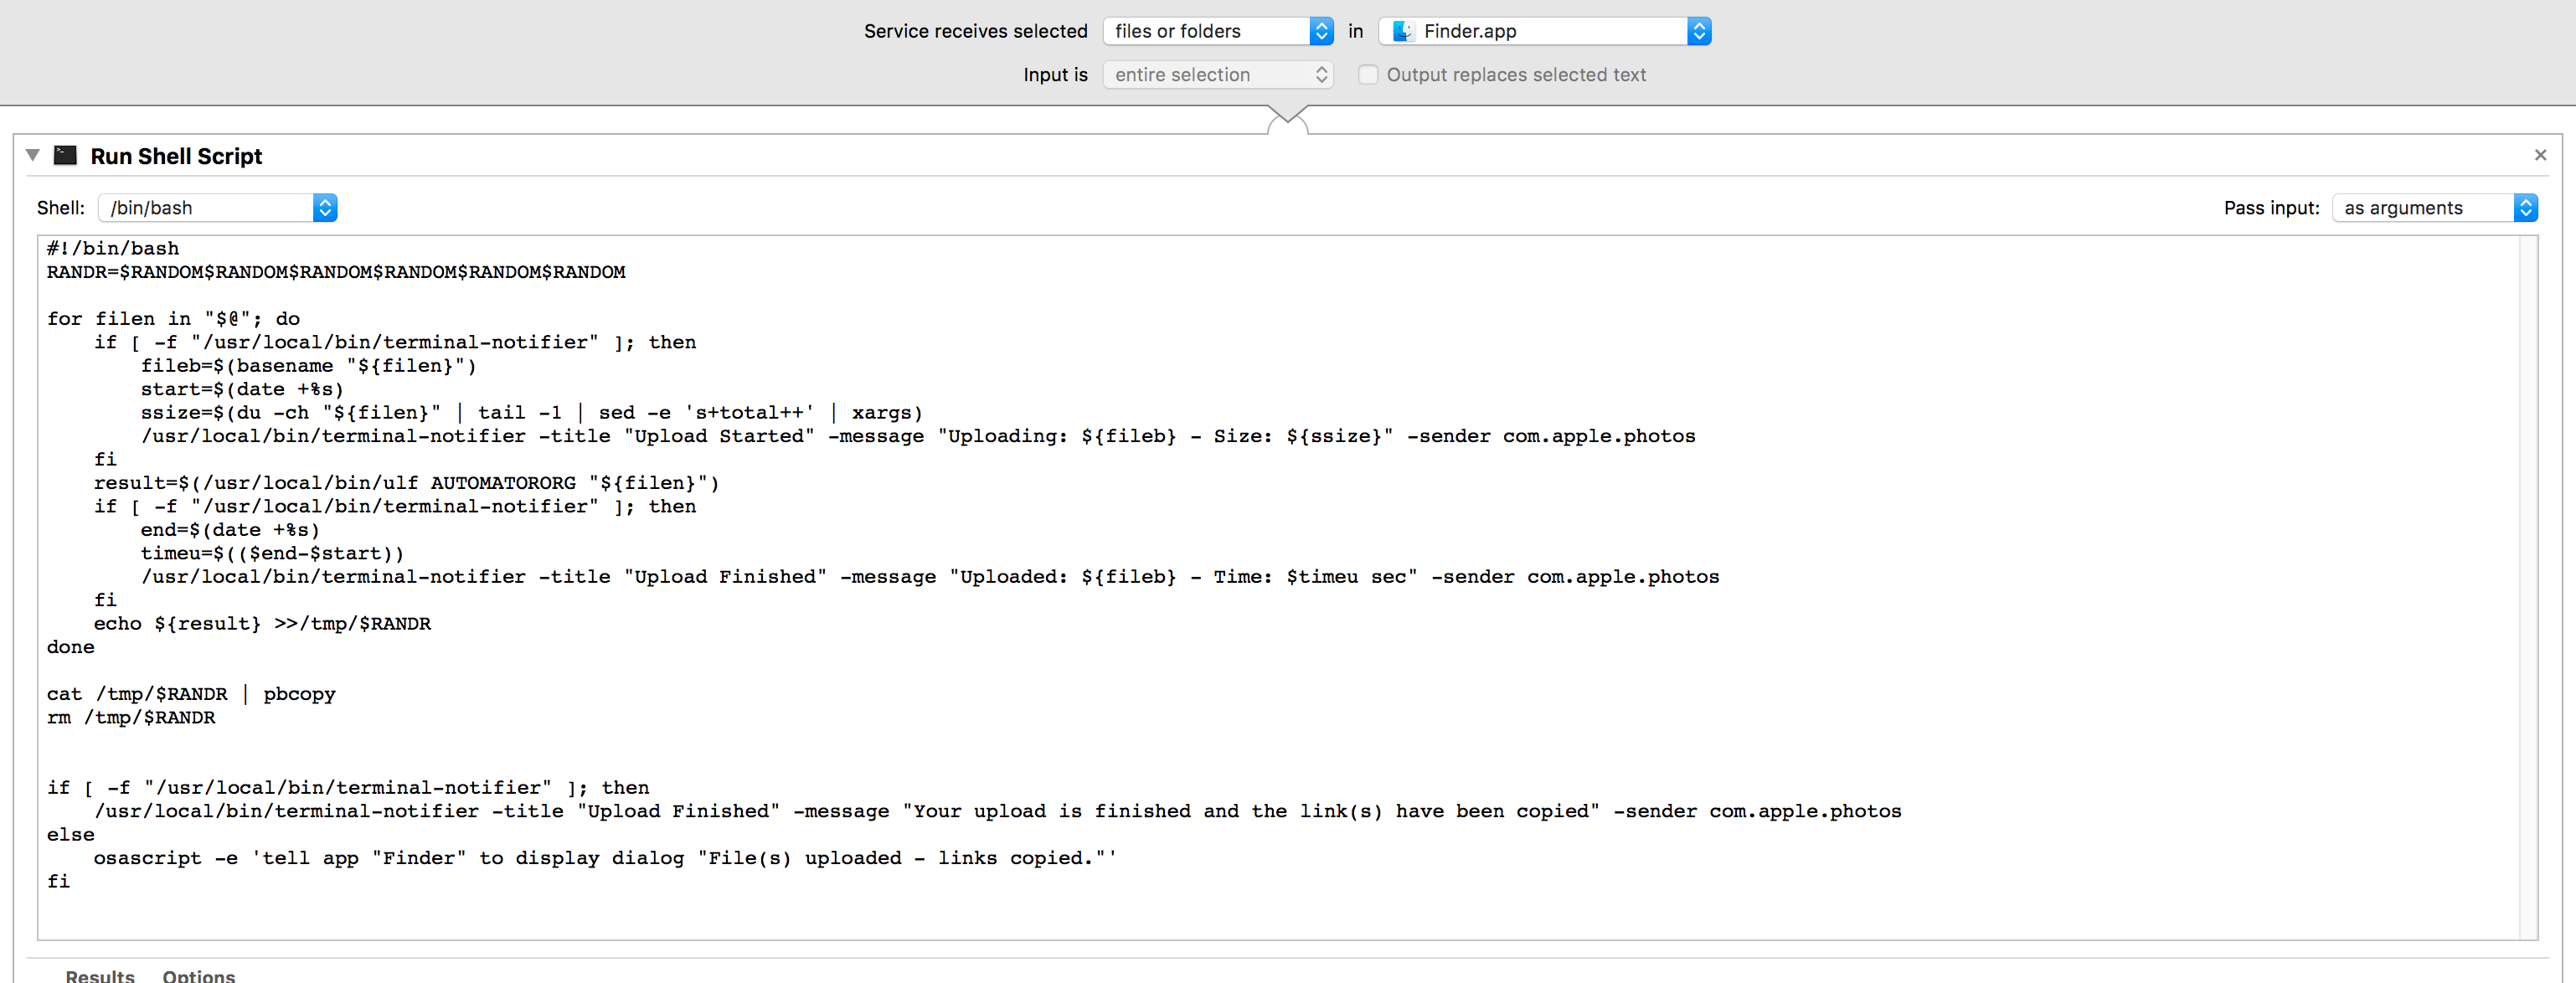 Service receives selected files or folders in Finder.app
Input is entire selection Output replaces selected text
Run Shell Script
Shell: /bin/bash Pass input: as arguments
#!/bin/bash
RANDR=$RANDOM$RANDOM$RANDOM$RANDOM$RANDOM$RANDOM
for filen in "$@"; do
if [ -f "/usr/local/bin/terminal-notifier" ]; then
fileb=$(basename "${filen}")
start=$(date +%s)
ssize=$(du -ch "${filen}" | tail -1 | sed -e 's+total++' | xargs)
/usr/local/bin/terminal-notifier -title "Upload Started" -message "Uploading: ${fileb} - Size: ${ssize}" -sender com.apple.photos
fi
result=$(/usr/local/bin/ulf AUTOMATORORG "${filen}")
if [ -f "/usr/local/bin/terminal-notifier" ]; then
end=$(date +%s)
timeu=$(($end-$start))
/usr/local/bin/terminal-notifier -title "Upload Finished" -message "Uploaded: ${fileb} - Time: $timeu sec" -sender com.apple.photos
fi
echo ${result} >>/tmp/$RANDR
done
cat /tmp/$RANDR | pbcopy
rm /tmp/$RANDR
if [ -f "/usr/local/bin/terminal-notifier" ]; then
/usr/local/bin/terminal-notifier -title "Upload Finished" -message "Your upload is finished and the link(s) have been copied" -sender com.apple.photos
else
osascript -e 'tell app "Finder" to display dialog "File(s) uploaded - links copied."'
fi
Results Options